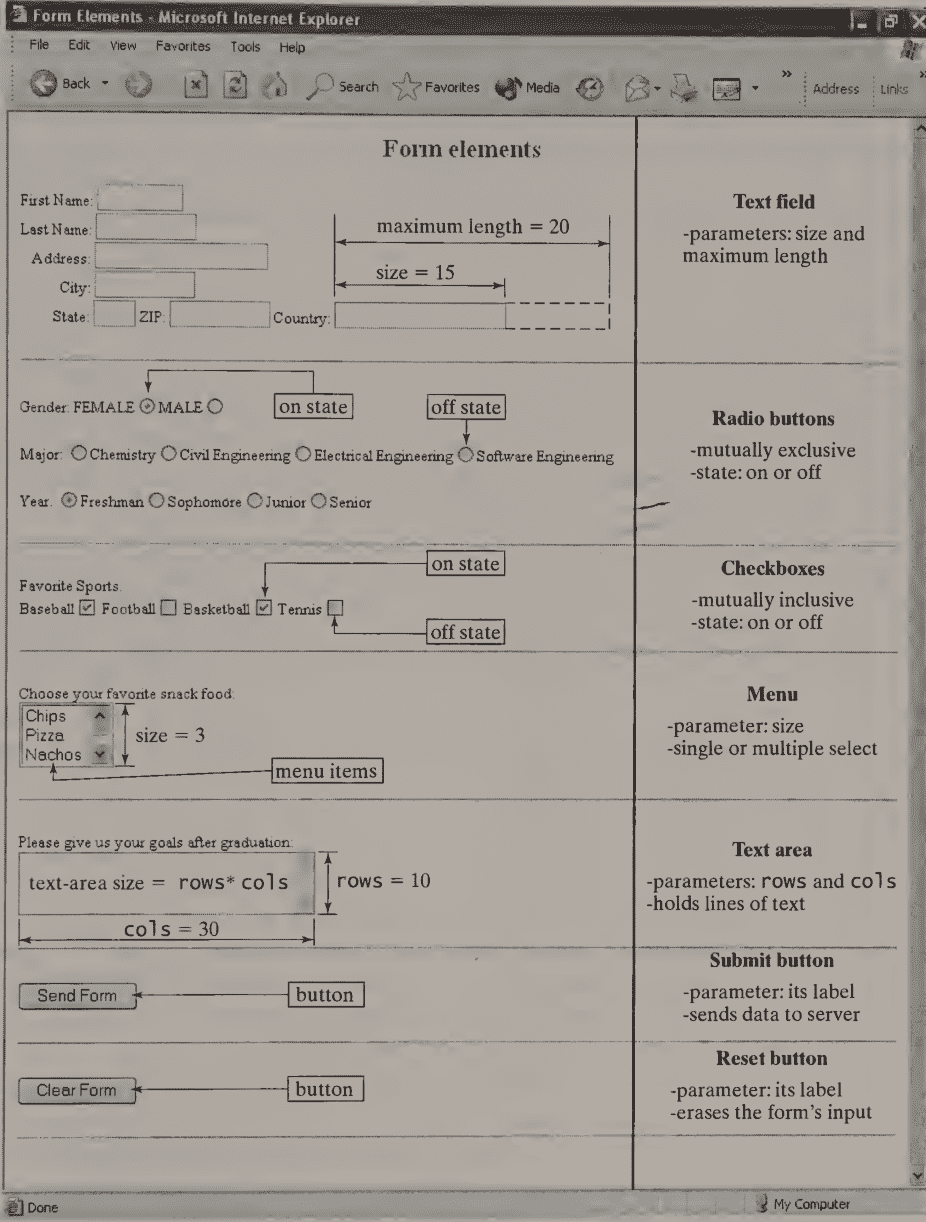 Form Elements - Microsoft Internet Explorer
File Edit View Favorites Tools Help
Back Search Favorites Media » Address Links »
Form elements
First Name:
Last Name:
Address:
City:
State: ZIP: Country:
maximum length = 20
size = 15
Text field
-parameters: size and
maximum length
Gender: FEMALE MALE
on state
off state
Major: Chemistry Civil Engineering Electrical Engineering Software Engineering
Year: Freshman Sophomore Junior Senior
Radio buttons
-mutually exclusive
-state: on or off
on state
Favorite Sports:
Baseball Football Basketball Tennis
off state
Checkboxes
-mutually inclusive
-state: on or off
Choose your favorite snack food:
Chips
Pizza
Nachos
size = 3
menu items
Menu
-parameter: size
-single or multiple select
Please give us your goals after graduation:
text-area size = rows* cols
rows = 10
cols = 30
Text area
-parameters: rows and cols
-holds lines of text
Send Form
button
Submit button
-parameter: its label
-sends data to server
Clear Form
button
Reset button
-parameter: its label
-erases the form's input
Done My Computer